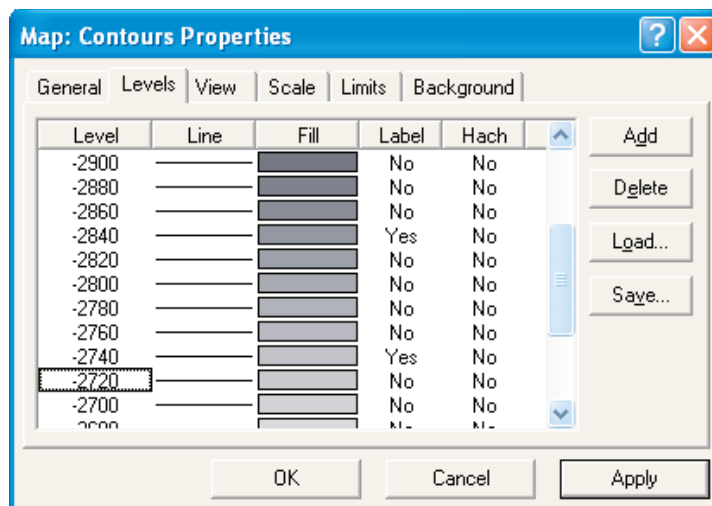 Map: Contours Properties
General Levels View Scale Limits Background
Level Line Fill Label Hach
-2900 No No
-2880 No No
-2860 No No
-2840 Yes No
-2820 No No
-2800 No No
-2780 No No
-2760 No No
-2740 Yes No
-2720 No No
-2700 No No
Add
Delete
Load...
Save...
OK Cancel Apply